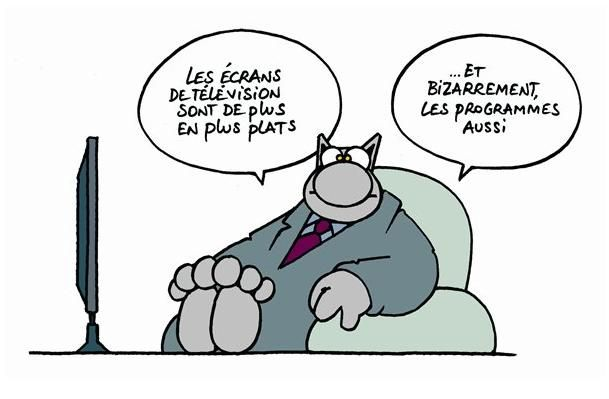 LES ÉCRANS
DE TÉLÉVISION
SONT DE PLUS
EN PLUS PLATS
...ET
BIZARREMENT,
LES PROGRAMMES
AUSSI